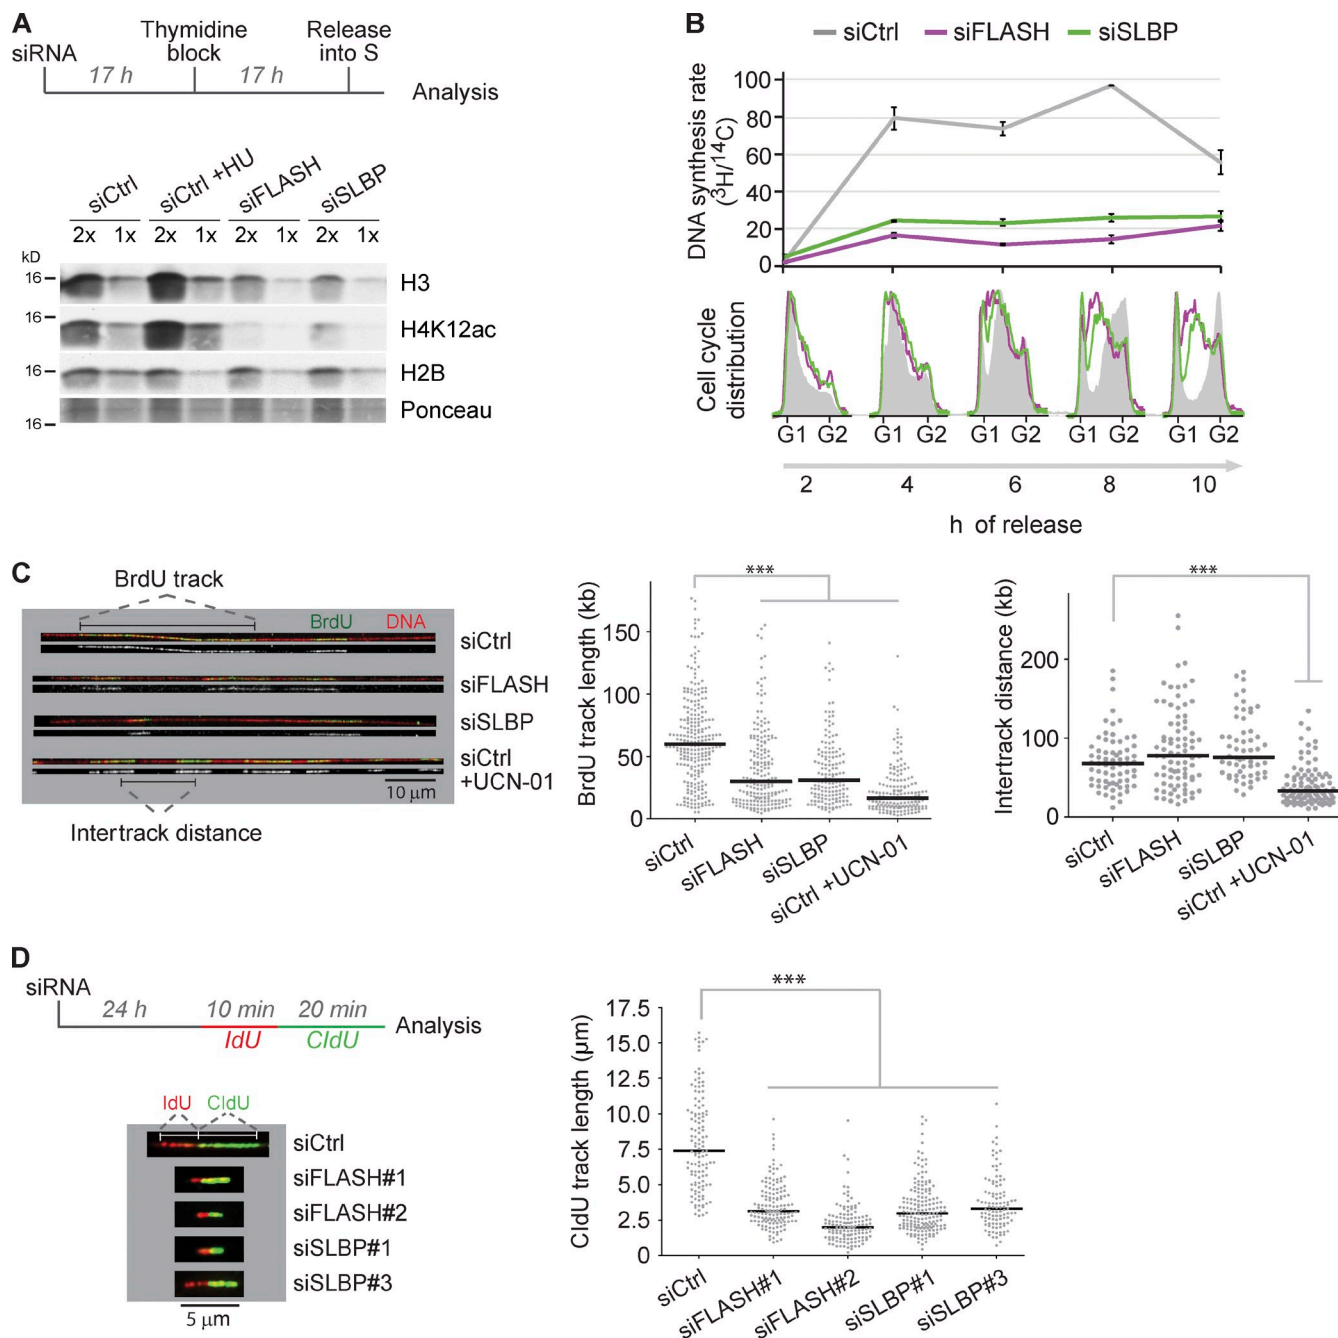 A
siRNA
Thymidine
block
Release
into S
17 h
17 h
Analysis
siCtrl
siCtrl +HU
siFLASH
siSLBP
2x 1x 2x 1x 2x 1x 2x 1x
kD
16
H3
16
H4K12ac
16
H2B
16
Ponceau
B
siCtrl
siFLASH
siSLBP
DNA synthesis rate
(³H/¹⁴C)
100
80
60
40
20
0
Cell cycle
distribution
G1 G2 G1 G2 G1 G2 G1 G2 G1 G2
2 4 6 8 10
h of release
C
BrdU track
BrdU
DNA
siCtrl
siFLASH
siSLBP
siCtrl
+UCN-01
10 µm
Intertrack distance
BrdU track length (kb)
150
100
50
0
***
siCtrl
siFLASH
siSLBP
siCtrl +UCN-01
Intertrack distance (kb)
200
100
0
***
siCtrl
siFLASH
siSLBP
siCtrl +UCN-01
D
siRNA
24 h
10 min
20 min
IdU
CldU
Analysis
IdU
CldU
siCtrl
siFLASH#1
siFLASH#2
siSLBP#1
siSLBP#3
5 µm
CldU track length (µm)
17.5
15.0
12.5
10.0
7.5
5.0
2.5
0
***
siCtrl
siFLASH#1
siFLASH#2
siSLBP#1
siSLBP#3